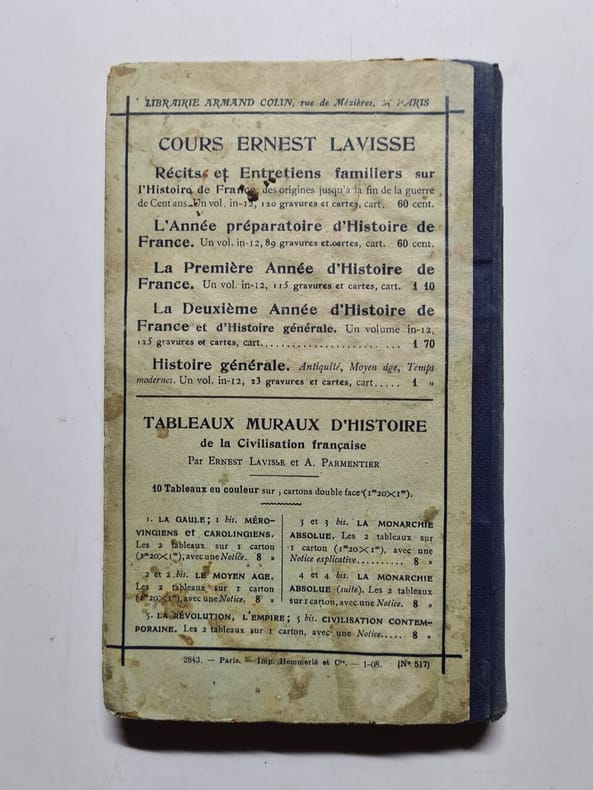 LIBRAIRIE ARMAND COLIN, rue de Mézières, PARIS
COURS ERNEST LAVISSE
Récits et Entretiens familiers sur
l'Histoire de France, des origines jusqu'à la fin de la guerre
de Cent ans. Un vol. in-12, 120 gravures et cartes, cart. 60 cent.
L'Année préparatoire d'Histoire de
France. Un vol. in-12, 89 gravures et cartes, cart. 60 cent.
La Première Année d'Histoire de
France. Un vol. in-12, 115 gravures et cartes, cart. 1 10
La Deuxième Année d'Histoire de
France et d'Histoire générale. Un volume in-12,
125 gravures et cartes, cart.................... ... 1 70
Histoire générale. Antiquité, Moyen âge, Temps
modernes. Un vol. in-12, 23 gravures et cartes, cart..... 1 »
TABLEAUX MURAUX D'HISTOIRE
de la Civilisation française
Par ERNEST LAVISSE et A. PARMENTIER
10 Tableaux en couleur sur 5 cartons double face (1m20×1m).
1. LA GAULE; 1 bis. MÉRO-
VINGIENS et CAROLINGIENS.
Les 2 tableaux sur 1 carton
(1m20×1m), avec une Notice. 8 »
2 et 2 bis. LE MOYEN AGE.
Les 2 tableaux sur 1 carton
(1m20×1m), avec une Notice. 8 »
3 et 3 bis. LA MONARCHIE
ABSOLUE. Les 2 tableaux sur
1 carton (1m20×1m), avec une
Notice explicative.......... 8 »
4 et 4 bis. LA MONARCHIE
ABSOLUE (suite). Les 2 tableaux
sur 1 carton, avec une Notice. 8 »
5. LA RÉVOLUTION, L'EMPIRE; 5 bis. CIVILISATION CONTEM-
PORAINE. Les 2 tableaux sur 1 carton, avec une Notice..... 8 »
2843. — Paris. — Imp. Hemmerlé et Cie. — 1-08. (N° 517)